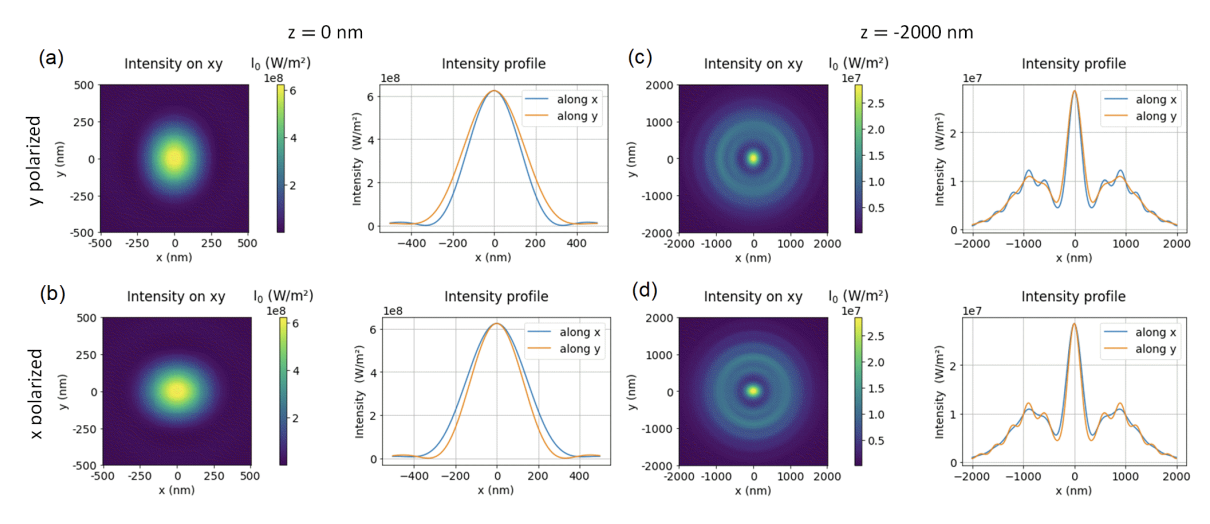 z = 0 nm
z = -2000 nm
y polarized
(a)
Intensity on xy
I₀ (W/m²)
1e8
500
250
0
-250
-500
y (nm)
-500
-250
0
250
500
x (nm)
6
4
2
Intensity profile
1e8
6
4
2
0
Intensity (W/m²)
along x
along y
−400
−200
0
200
400
x (nm)
(c)
Intensity on xy
I₀ (W/m²)
1e7
2000
1000
0
-1000
-2000
y (nm)
-2000
-1000
0
1000
2000
x (nm)
2.5
2.0
1.5
1.0
0.5
Intensity profile
1e7
2
1
0
Intensity (W/m²)
along x
along y
−2000
−1000
0
1000
2000
x (nm)
x polarized
(b)
Intensity on xy
I₀ (W/m²)
1e8
500
250
0
-250
-500
y (nm)
-500
-250
0
250
500
x (nm)
6
4
2
Intensity profile
1e8
6
4
2
0
Intensity (W/m²)
along x
along y
−400
−200
0
200
400
x (nm)
(d)
Intensity on xy
I₀ (W/m²)
1e7
2000
1000
0
-1000
-2000
y (nm)
-2000
-1000
0
1000
2000
x (nm)
2.5
2.0
1.5
1.0
0.5
Intensity profile
1e7
2
1
0
Intensity (W/m²)
along x
along y
−2000
−1000
0
1000
2000
x (nm)